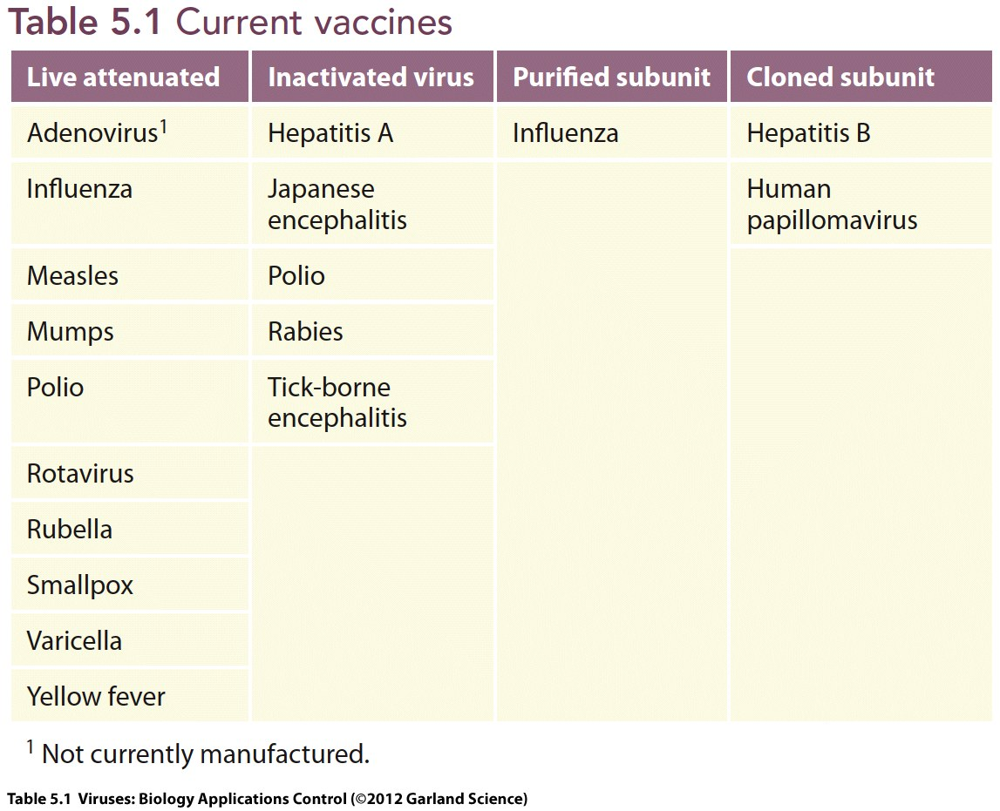 Table 5.1 Current vaccines
Live attenuated Inactivated virus Purified subunit Cloned subunit
Adenovirus¹ Hepatitis A Influenza Hepatitis B
Influenza Japanese encephalitis Human papillomavirus
Measles Polio
Mumps Rabies
Polio Tick-borne encephalitis
Rotavirus
Rubella
Smallpox
Varicella
Yellow fever
¹ Not currently manufactured.
Table 5.1 Viruses: Biology Applications Control (©2012 Garland Science)